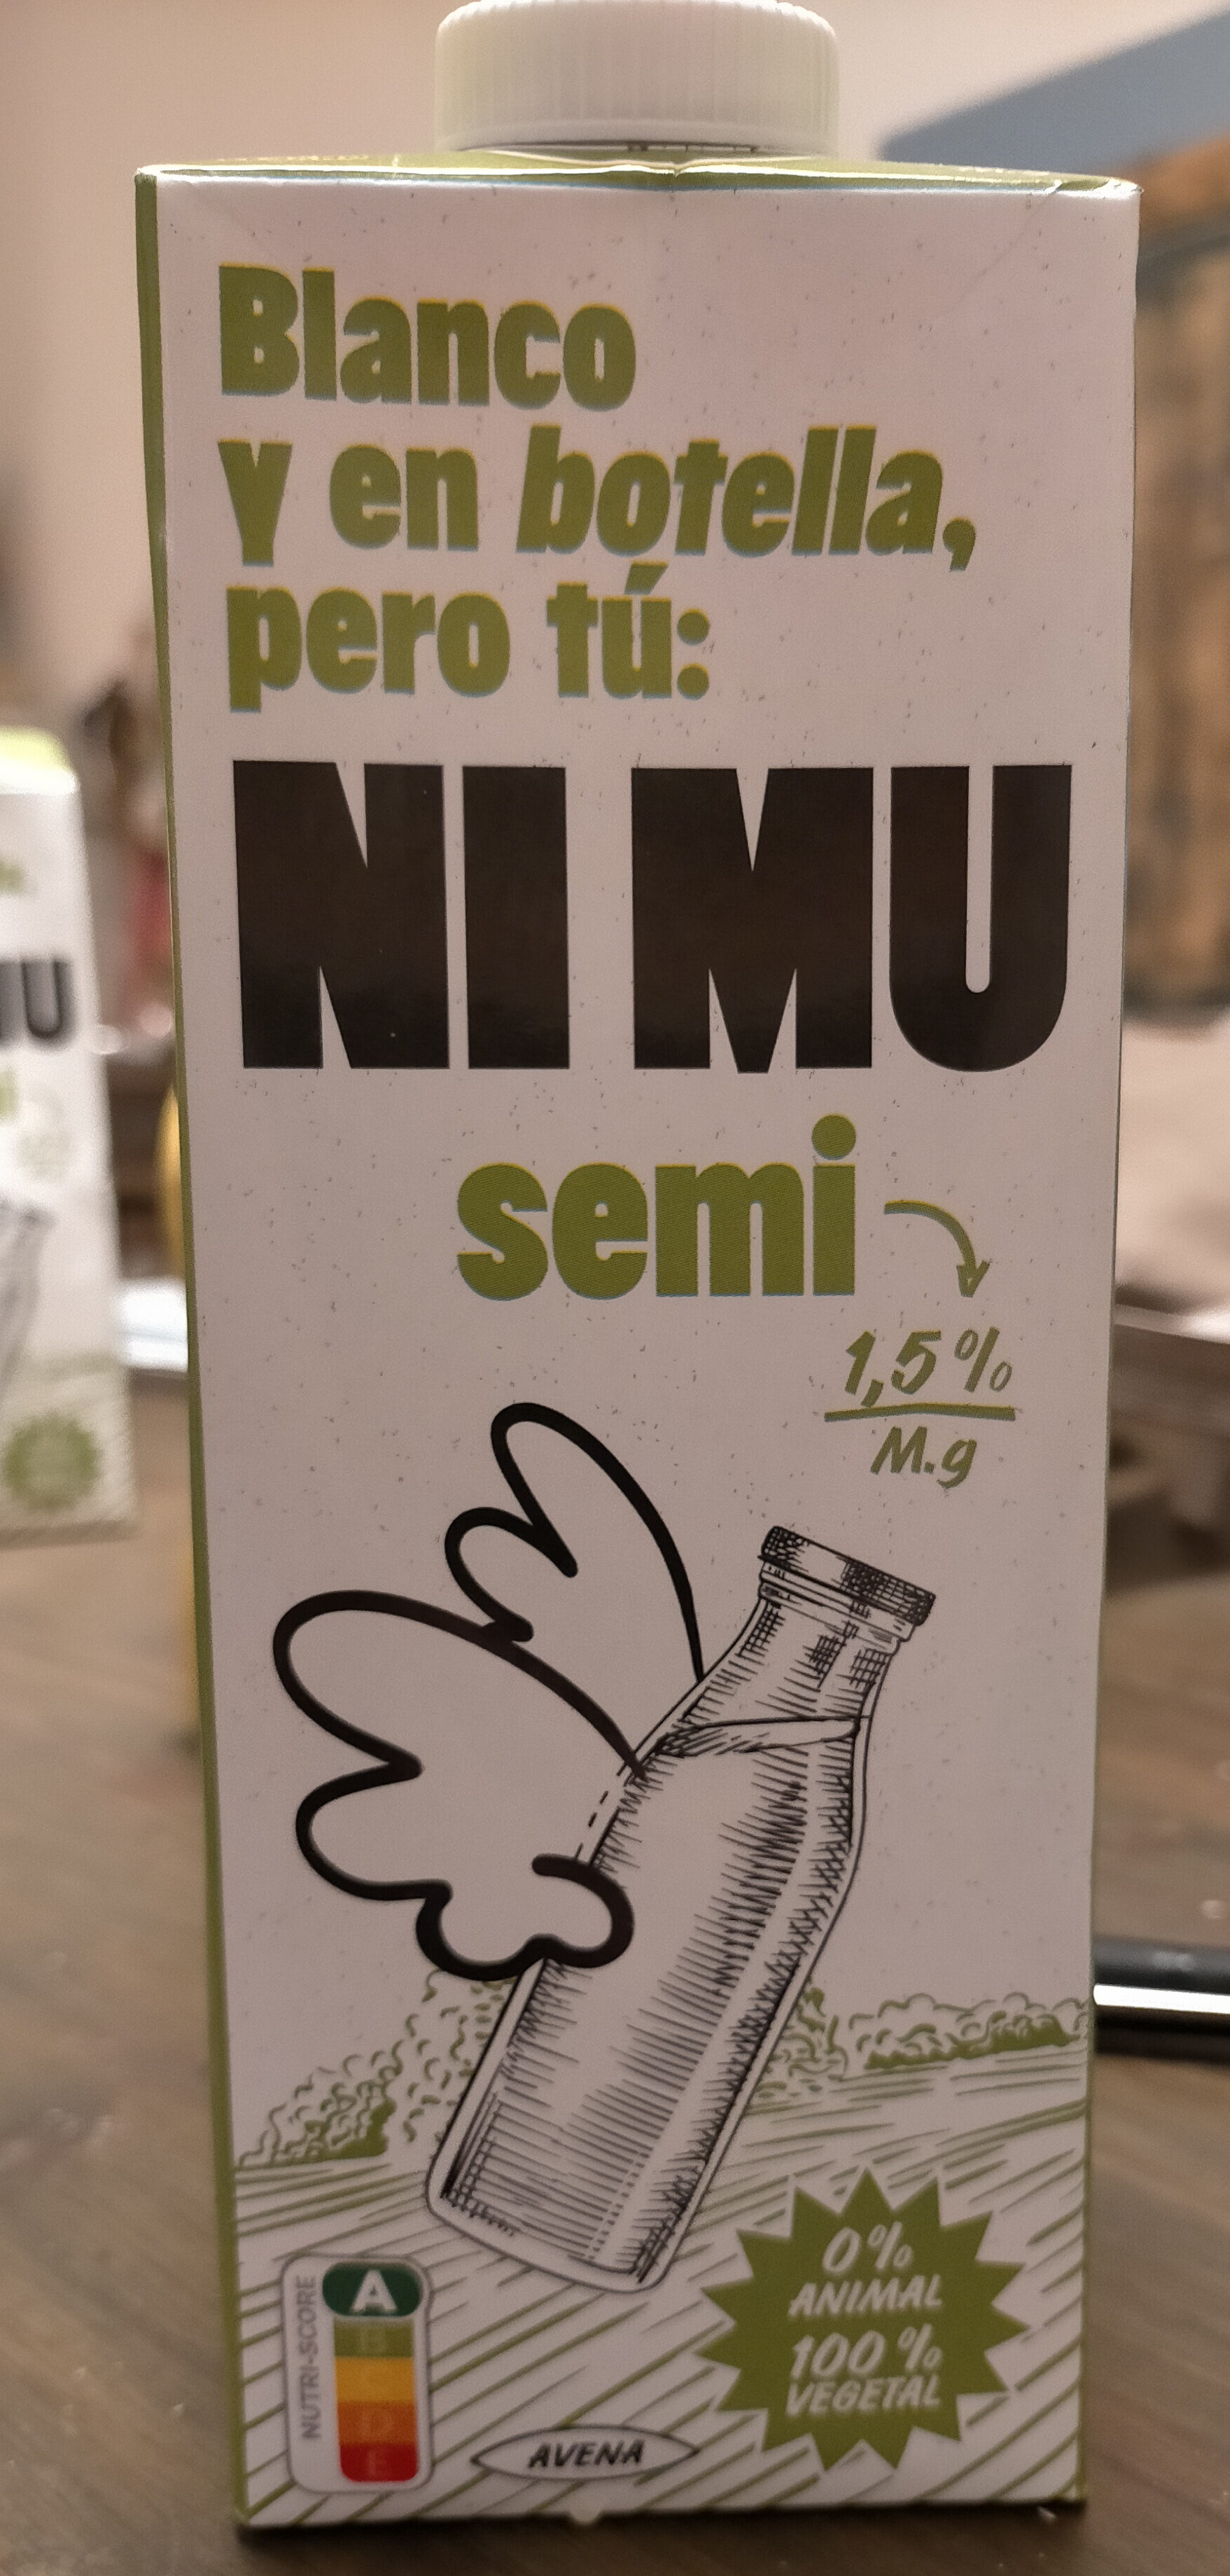 Blanco
y en botella,
pero tú:
NI MU
semi
1,5%
M.g
NUTRI-SCORE
A
B
C
D
E
AVENA
0%
ANIMAL
100%
VEGETAL